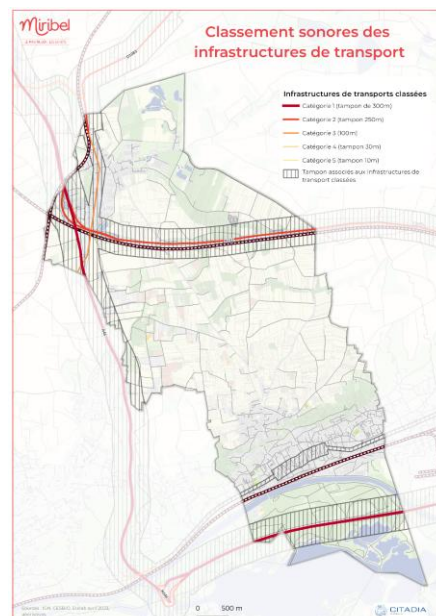 Miribel
Classement sonores des
infrastructures de transport
Infrastructures de transports classées
Catégorie 1 (tampon de 300m)
Catégorie 2 (tampon 250m)
Catégorie 3 (100m)
Catégorie 4 (tampon 30m)
Catégorie 5 (tampon 10m)
Tampon associés aux infrastructures de
transport classées
0 500 m
CITADIA